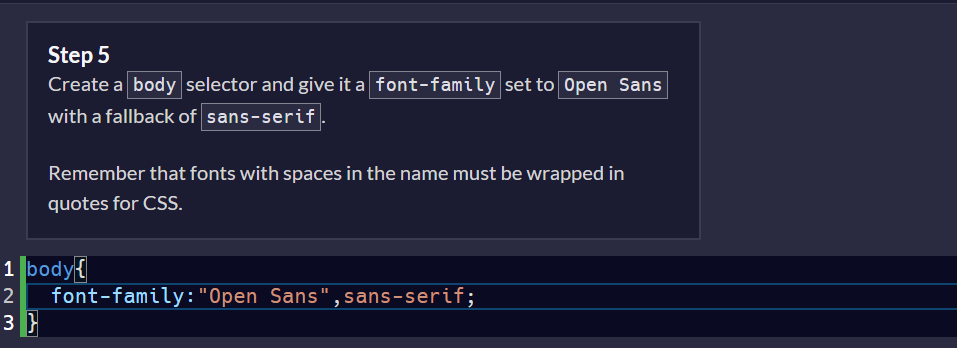 Step 5
Create a body selector and give it a font-family set to Open Sans
with a fallback of sans-serif.
Remember that fonts with spaces in the name must be wrapped in
quotes for CSS.
1 body{
2   font-family:"Open Sans",sans-serif;
3 }